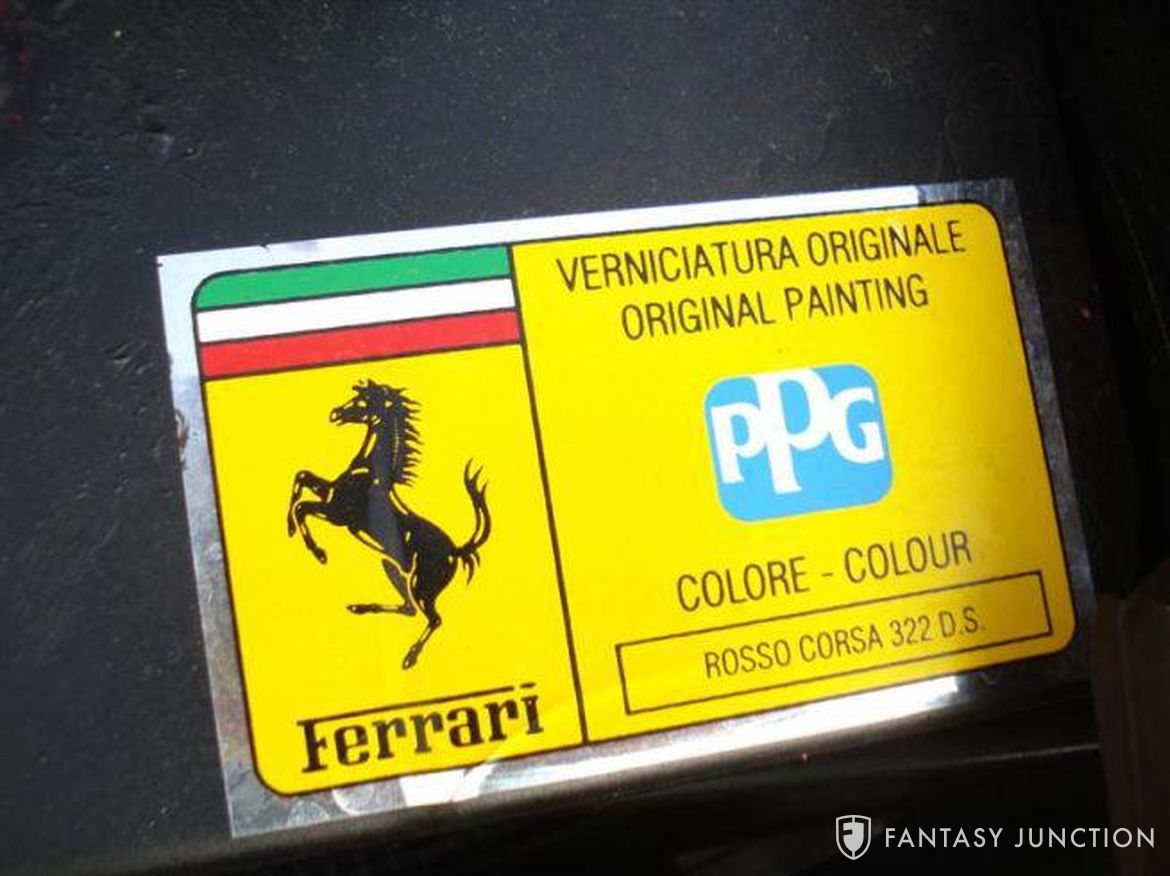 VERNICIATURA ORIGINALE
ORIGINAL PAINTING
PPG
COLORE - COLOUR
ROSSO CORSA 322 D.S.
Ferrari
FANTASY JUNCTION